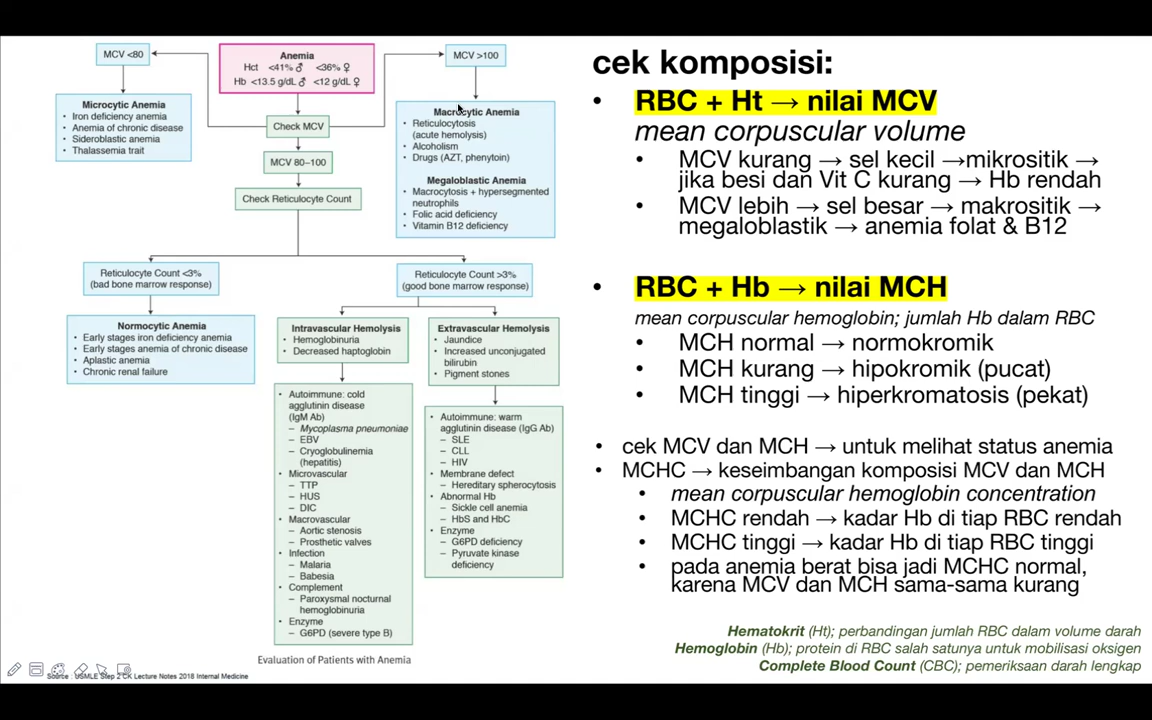 MCV <80
Anemia
Hct <41% ♂ <36% ♀
Hb <13.5 g/dL ♂ <12 g/dL ♀
MCV >100
Microcytic Anemia
• Iron deficiency anemia
• Anemia of chronic disease
• Sideroblastic anemia
• Thalassemia trait
Check MCV
MCV 80–100
Check Reticulocyte Count
Macrocytic Anemia
• Reticulocytosis
(acute hemolysis)
• Alcoholism
• Drugs (AZT, phenytoin)
Megaloblastic Anemia
• Macrocytosis + hypersegmented
neutrophils
• Folic acid deficiency
• Vitamin B12 deficiency
Reticulocyte Count <3%
(bad bone marrow response)
Reticulocyte Count >3%
(good bone marrow response)
Normocytic Anemia
• Early stages iron deficiency anemia
• Early stages anemia of chronic disease
• Aplastic anemia
• Chronic renal failure
Intravascular Hemolysis
• Hemoglobinuria
• Decreased haptoglobin
Extravascular Hemolysis
• Jaundice
• Increased unconjugated
bilirubin
• Pigment stones
• Autoimmune: cold
agglutinin disease
(IgM Ab)
– Mycoplasma pneumoniae
– EBV
– Cryoglobulinemia
(hepatitis)
• Microvascular
– TTP
– HUS
– DIC
• Macrovascular
– Aortic stenosis
– Prosthetic valves
• Infection
– Malaria
– Babesia
• Complement
– Paroxysmal nocturnal
hemoglobinuria
• Enzyme
– G6PD (severe type B)
• Autoimmune: warm
agglutinin disease (IgG Ab)
– SLE
– CLL
– HIV
• Membrane defect
– Hereditary spherocytosis
• Abnormal Hb
– Sickle cell anemia
– HbS and HbC
• Enzyme
– G6PD deficiency
– Pyruvate kinase
deficiency
Evaluation of Patients with Anemia
Source : USMLE Step 2 CK Lecture Notes 2018 Internal Medicine
cek komposisi:
• RBC + Ht → nilai MCV
mean corpuscular volume
• MCV kurang → sel kecil →mikrositik →
jika besi dan Vit C kurang → Hb rendah
• MCV lebih → sel besar → makrositik →
megaloblastik → anemia folat & B12
• RBC + Hb → nilai MCH
mean corpuscular hemoglobin; jumlah Hb dalam RBC
• MCH normal → normokromik
• MCH kurang → hipokromik (pucat)
• MCH tinggi → hiperkromatosis (pekat)
• cek MCV dan MCH → untuk melihat status anemia
• MCHC → keseimbangan komposisi MCV dan MCH
• mean corpuscular hemoglobin concentration
• MCHC rendah → kadar Hb di tiap RBC rendah
• MCHC tinggi → kadar Hb di tiap RBC tinggi
• pada anemia berat bisa jadi MCHC normal,
karena MCV dan MCH sama-sama kurang
Hematokrit (Ht); perbandingan jumlah RBC dalam volume darah
Hemoglobin (Hb); protein di RBC salah satunya untuk mobilisasi oksigen
Complete Blood Count (CBC); pemeriksaan darah lengkap